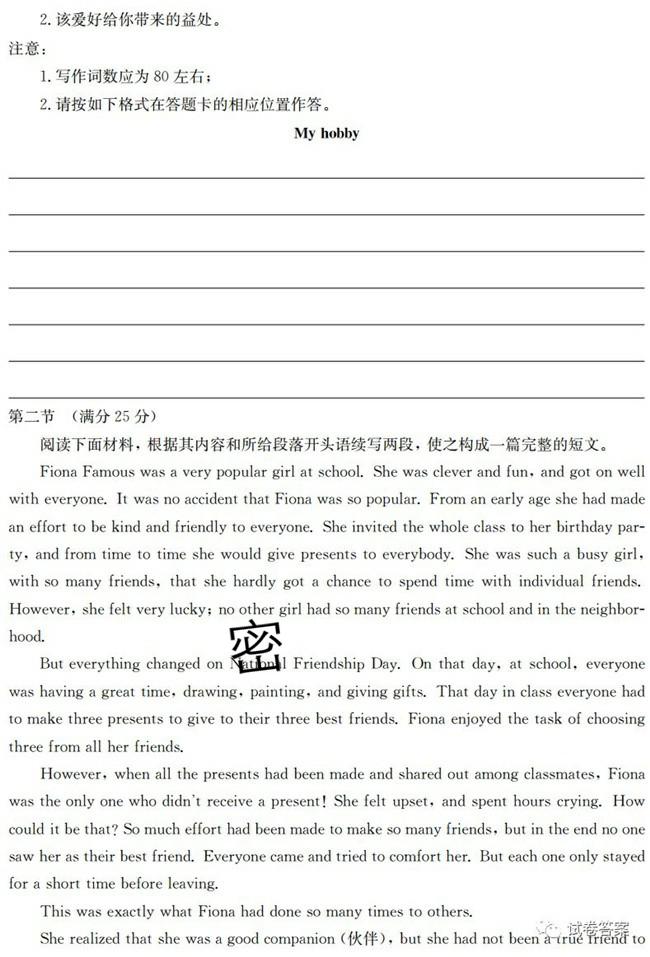 2. 该爱好给你带来的益处。
注意：
1. 写作词数应为 80 左右；
2. 请按如下格式在答题卡的相应位置作答。
My hobby
第二节 （满分 25 分）
阅读下面材料，根据其内容和所给段落开头语续写两段，使之构成一篇完整的短文。
Fiona Famous was a very popular girl at school. She was clever and fun, and got on well
with everyone. It was no accident that Fiona was so popular. From an early age she had made
an effort to be kind and friendly to everyone. She invited the whole class to her birthday par-
ty, and from time to time she would give presents to everybody. She was such a busy girl,
with so many friends, that she hardly got a chance to spend time with individual friends.
However, she felt very lucky; no other girl had so many friends at school and in the neighbor-
hood.
密
But everything changed on National Friendship Day. On that day, at school, everyone
was having a great time, drawing, painting, and giving gifts. That day in class everyone had
to make three presents to give to their three best friends. Fiona enjoyed the task of choosing
three from all her friends.
However, when all the presents had been made and shared out among classmates, Fiona
was the only one who didn't receive a present! She felt upset, and spent hours crying. How
could it be that? So much effort had been made to make so many friends, but in the end no one
saw her as their best friend. Everyone came and tried to comfort her. But each one only stayed
for a short time before leaving.
This was exactly what Fiona had done so many times to others.
She realized that she was a good companion (伙伴), but she had not been a true friend to
试卷答案